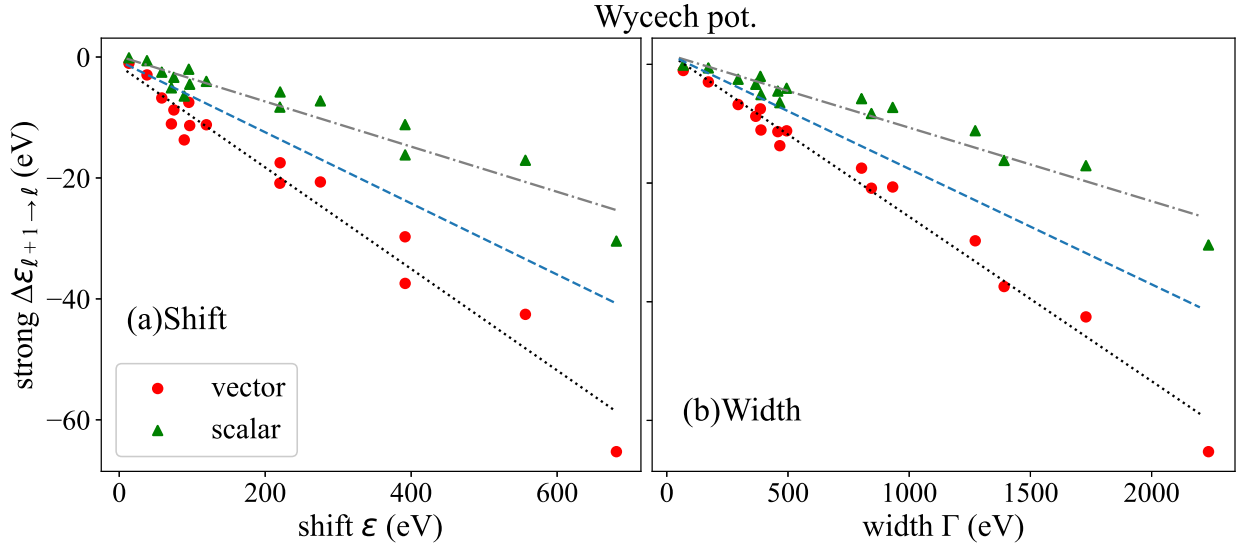 Wycech pot.
strong Δε_{ℓ+1→ℓ} (eV)
0
−20
−40
−60
(a)Shift
vector
scalar
(b)Width
0 200 400 600
0 500 1000 1500 2000
shift ε (eV)
width Γ (eV)